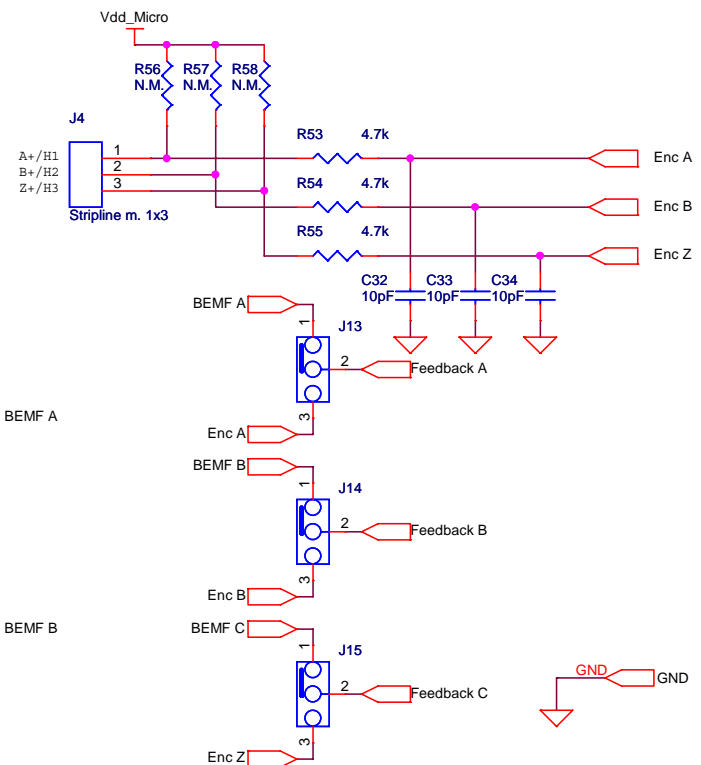 Vdd_Micro
R56 R57 R58
N.M. N.M. N.M.
J4
R53 4.7k
A+/H1 1 Enc A
B+/H2 2
Z+/H3 3
R54 4.7k
Enc B
Stripline m. 1x3
R55 4.7k
Enc Z
C32 C33 C34
10pF 10pF 10pF
BEMF A
1
J13
2 Feedback A
BEMF A
3
Enc A
BEMF B
1
J14
2 Feedback B
3
Enc B
BEMF B
BEMF C
1
J15
GND GND
2 Feedback C
3
Enc Z